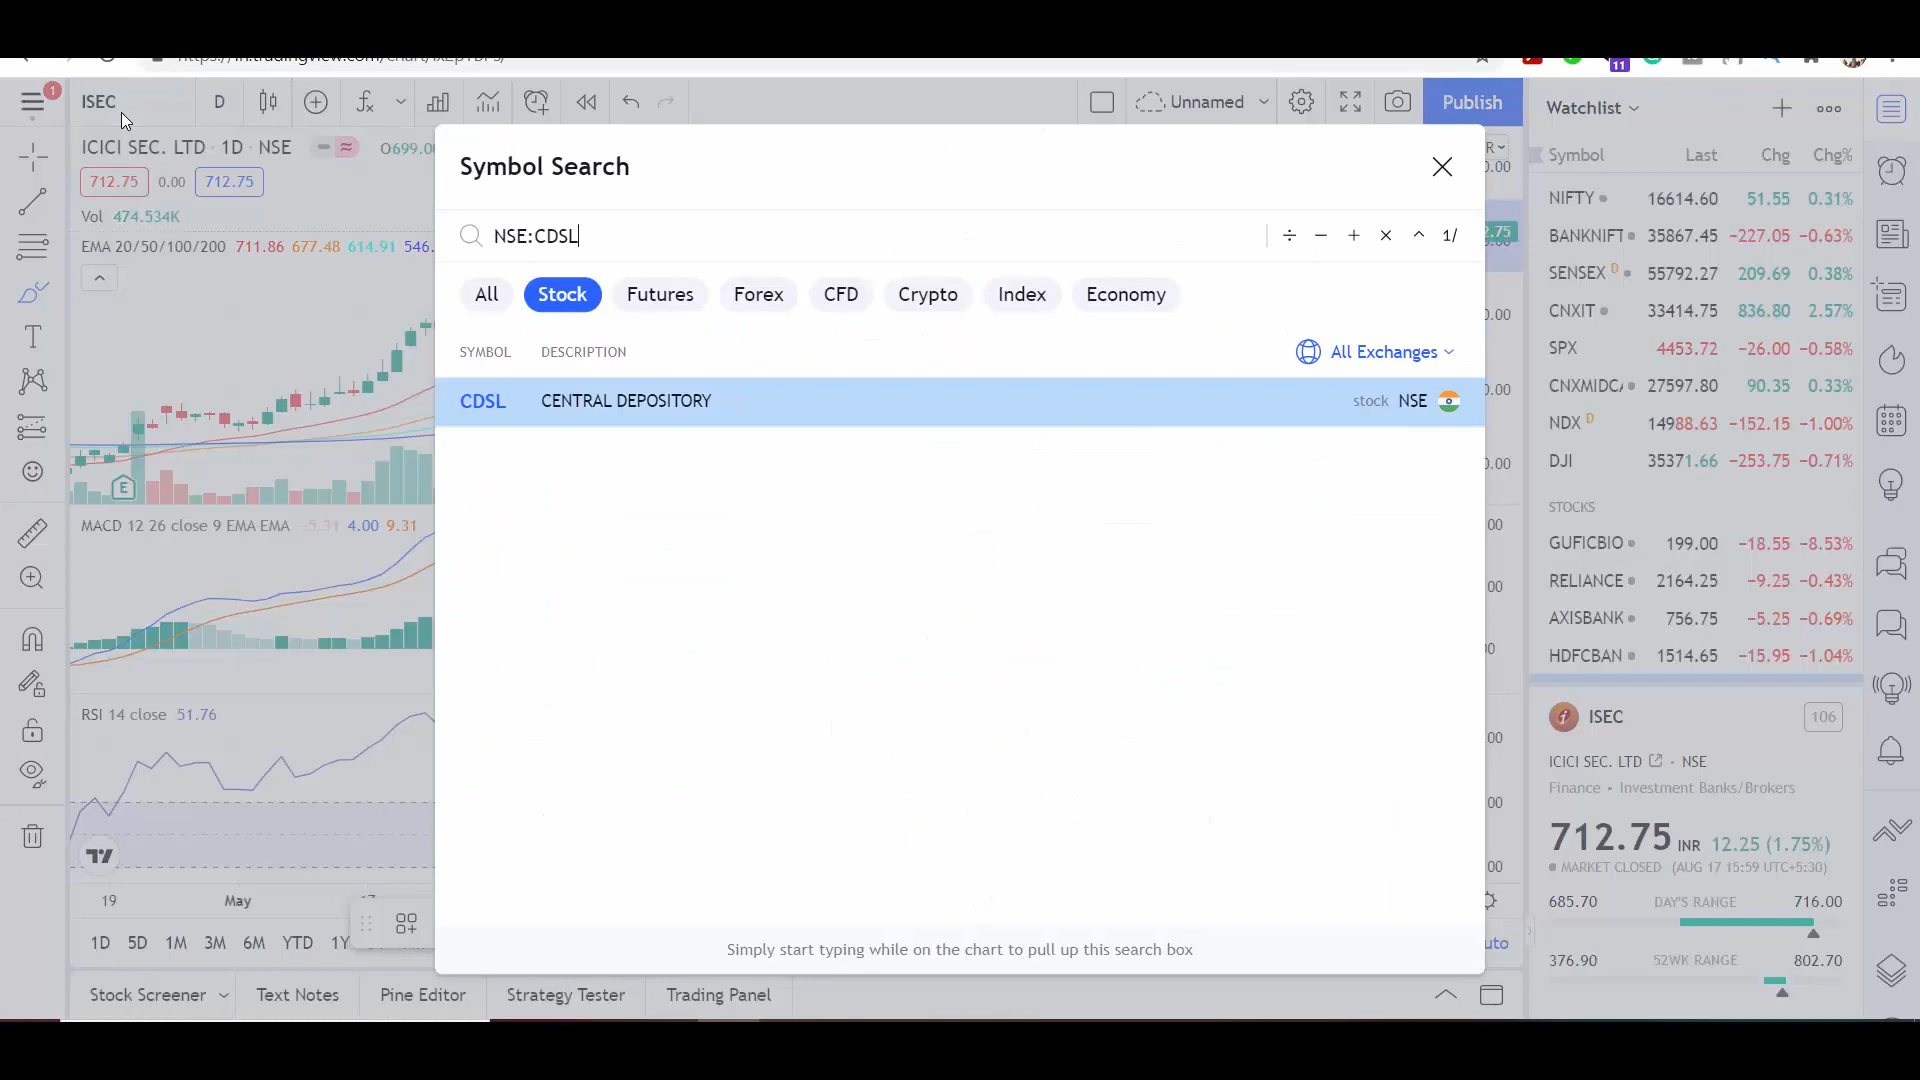 11
1
ISEC
D
Unnamed
Publish
Watchlist
ICICI SEC. LTD · 1D · NSE
O699.0
712.75 0.00 712.75
Vol 474.534K
EMA 20/50/100/200 711.86 677.48 614.91 546.
MACD 12 26 close 9 EMA EMA -5.31 4.00 9.31
RSI 14 close 51.76
E
19 May
1D 5D 1M 3M 6M YTD 1Y
Stock Screener Text Notes Pine Editor Strategy Tester Trading Panel
Symbol Search
NSE:CDSL
÷ − + × ^ 1/
All Stock Futures Forex CFD Crypto Index Economy
SYMBOL DESCRIPTION
All Exchanges
CDSL CENTRAL DEPOSITORY stock NSE
Simply start typing while on the chart to pull up this search box
Symbol Last Chg Chg%
NIFTY 16614.60 51.55 0.31%
BANKNIFT 35867.45 −227.05 −0.63%
SENSEX D 55792.27 209.69 0.38%
CNXIT 33414.75 836.80 2.57%
SPX 4453.72 −26.00 −0.58%
CNXMIDC 27597.80 90.35 0.33%
NDX D 14988.63 −152.15 −1.00%
DJI 35371.66 −253.75 −0.71%
STOCKS
GUFICBIO 199.00 −18.55 −8.53%
RELIANCE 2164.25 −9.25 −0.43%
AXISBANK 756.75 −5.25 −0.69%
HDFCBAN 1514.65 −15.95 −1.04%
ISEC 106
ICICI SEC. LTD · NSE
Finance • Investment Banks/Brokers
712.75 INR 12.25 (1.75%)
MARKET CLOSED (AUG 17 15:59 UTC+5:30)
685.70 DAY'S RANGE 716.00
376.90 52WK RANGE 802.70